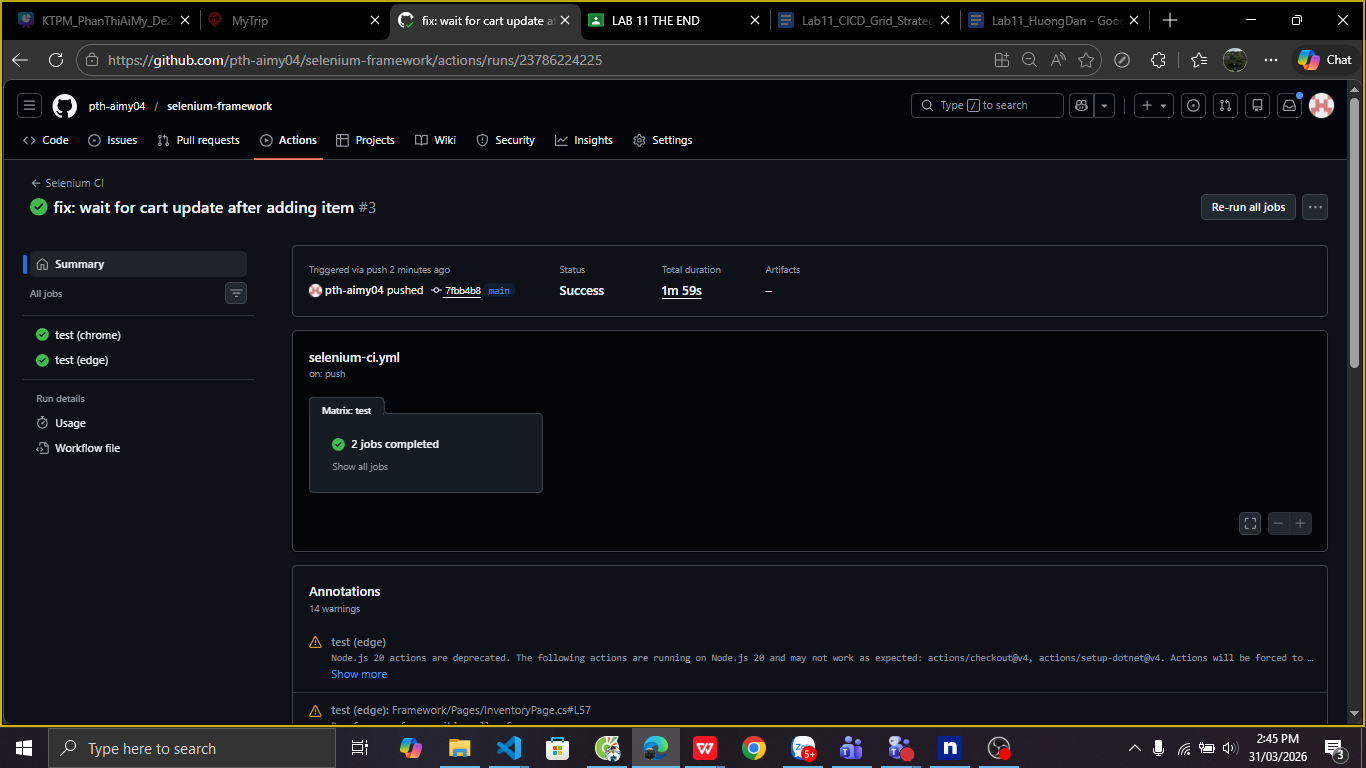 KTPM_PhanThiAiMy_De2
MyTrip
fix: wait for cart update af
LAB 11 THE END
Lab11_CICD_Grid_Strateg
Lab11_HuongDan - Goo
https://github.com/pth-aimy04/selenium-framework/actions/runs/23786224225
Chat
pth-aimy04 / selenium-framework
Type / to search
Code
Issues
Pull requests
Actions
Projects
Wiki
Security
Insights
Settings
← Selenium CI
fix: wait for cart update after adding item #3
Re-run all jobs
Summary
All jobs
test (chrome)
test (edge)
Run details
Usage
Workflow file
Triggered via push 2 minutes ago
pth-aimy04 pushed 7fbb4b8 main
Status
Success
Total duration
1m 59s
Artifacts
–
selenium-ci.yml
on: push
Matrix: test
2 jobs completed
Show all jobs
Annotations
14 warnings
test (edge)
Node.js 20 actions are deprecated. The following actions are running on Node.js 20 and may not work as expected: actions/checkout@v4, actions/setup-dotnet@v4. Actions will be forced to …
Show more
test (edge): Framework/Pages/InventoryPage.cs#L57
Type here to search
5+
2:45 PM
31/03/2026
3